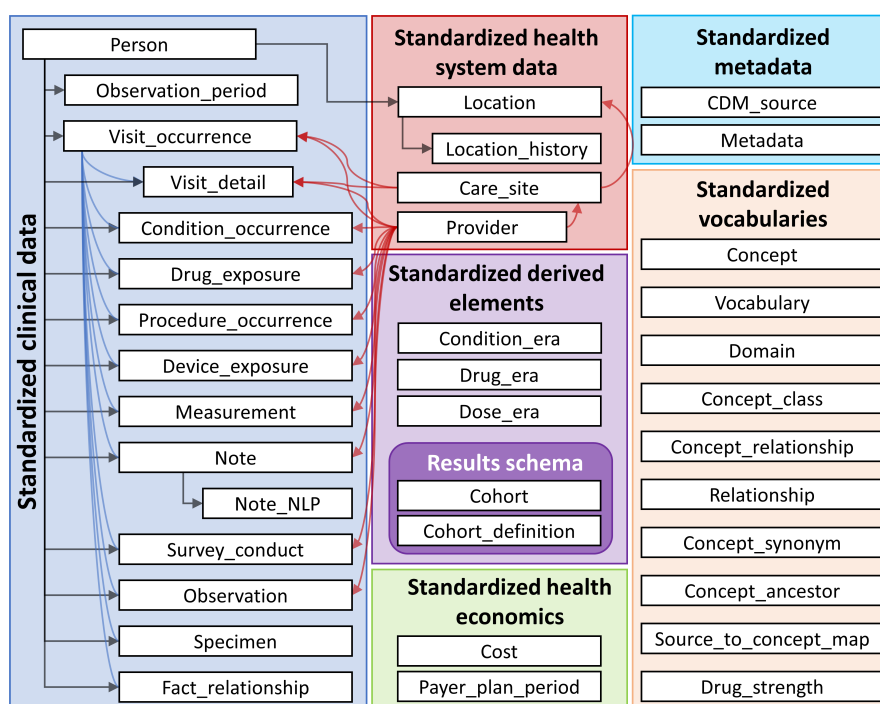 Standardized clinical data
Person
Observation_period
Visit_occurrence
Visit_detail
Condition_occurrence
Drug_exposure
Procedure_occurrence
Device_exposure
Measurement
Note
Note_NLP
Survey_conduct
Observation
Specimen
Fact_relationship
Standardized health
system data
Location
Location_history
Care_site
Provider
Standardized derived
elements
Condition_era
Drug_era
Dose_era
Results schema
Cohort
Cohort_definition
Standardized health
economics
Cost
Payer_plan_period
Standardized
metadata
CDM_source
Metadata
Standardized
vocabularies
Concept
Vocabulary
Domain
Concept_class
Concept_relationship
Relationship
Concept_synonym
Concept_ancestor
Source_to_concept_map
Drug_strength